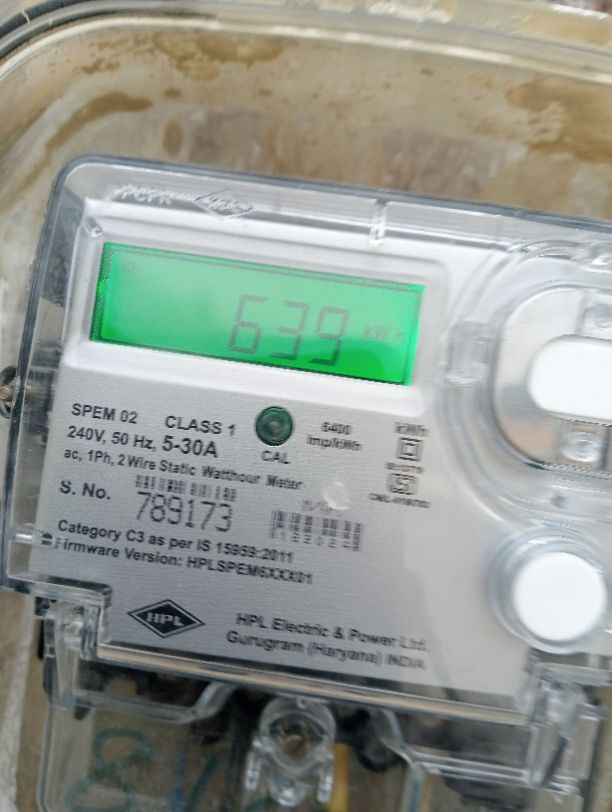 639 kWh
SPEM 02 CLASS 1
240V, 50 Hz, 5-30A
CAL
6400
Imp/kWh
kWh
ac, 1Ph, 2 Wire Static Watthour Meter
S. No. 789173
Category C3 as per IS 15959:2011
Firmware Version: HPLSPEM6XXX01
HPL
HPL Electric & Power Ltd.
Gurugram (Haryana) INDIA